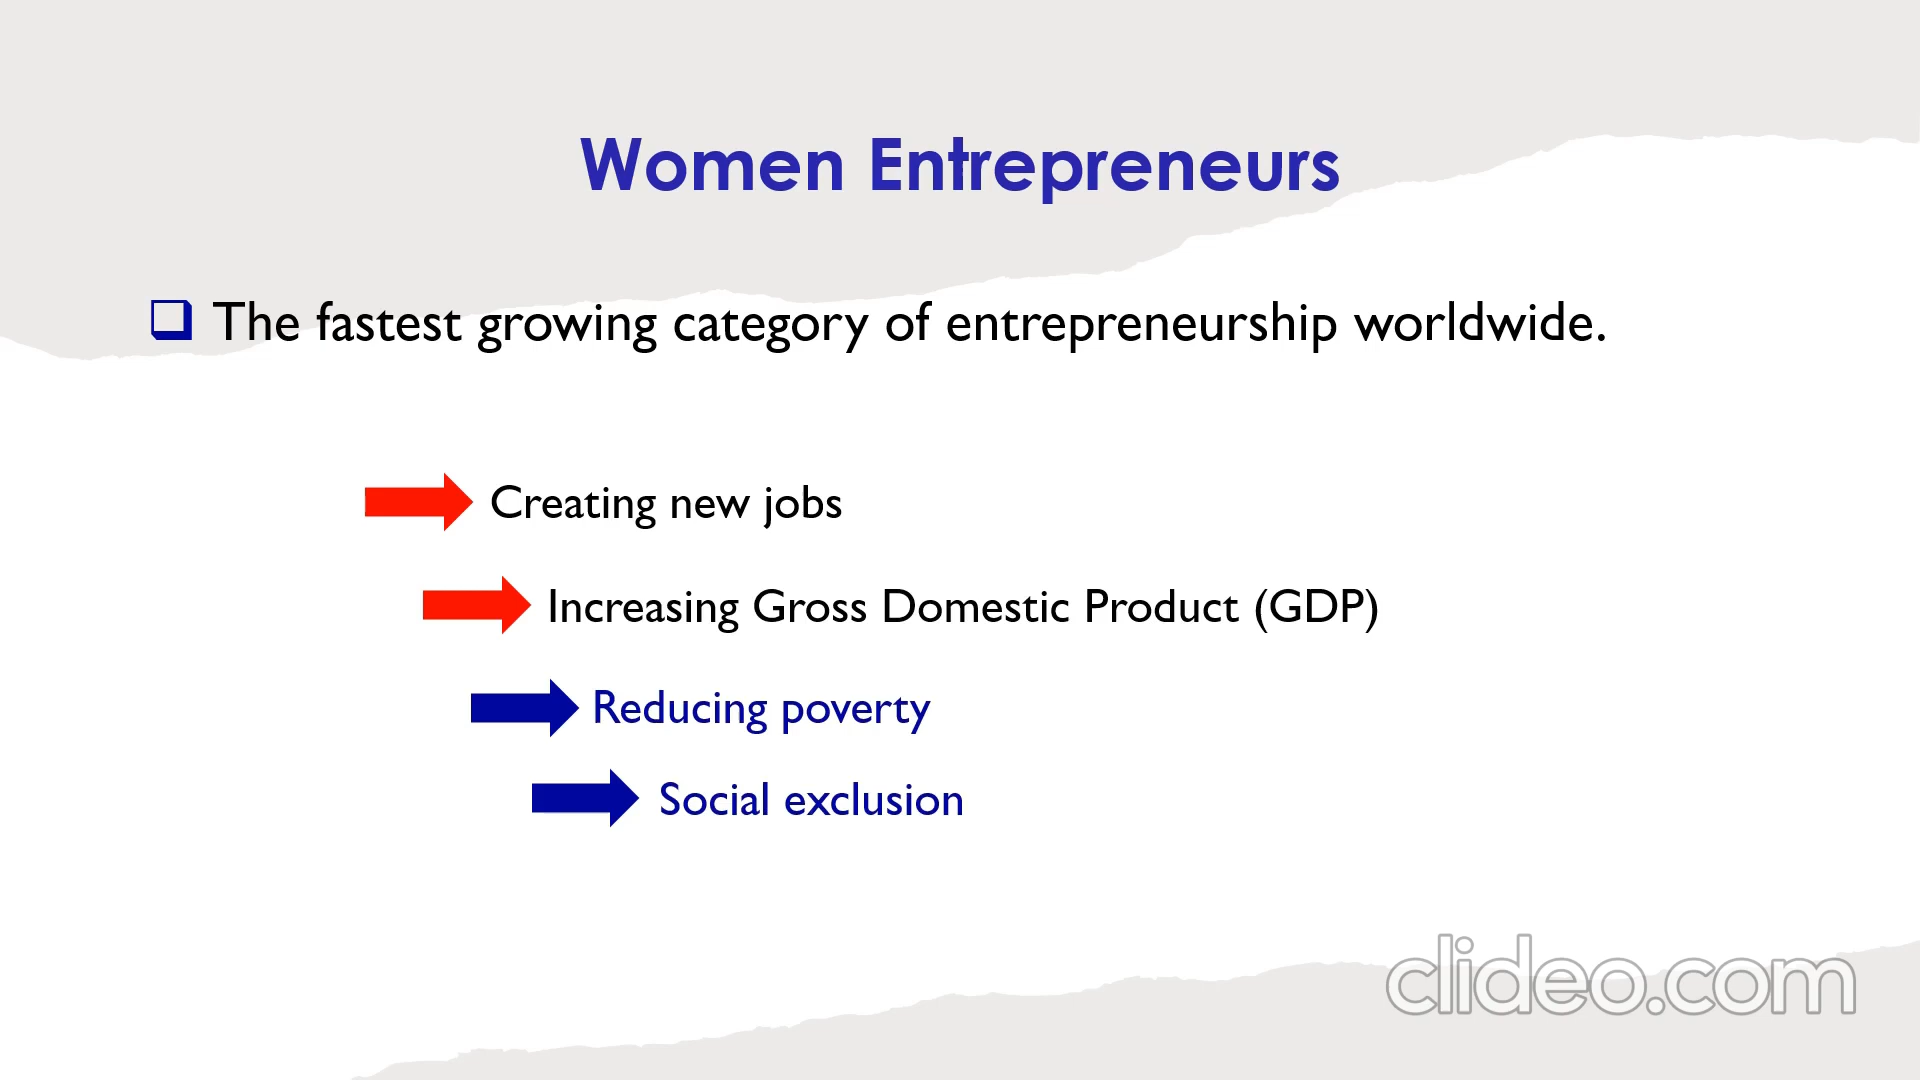 Women Entrepreneurs
The fastest growing category of entrepreneurship worldwide.
Creating new jobs
Increasing Gross Domestic Product (GDP)
Reducing poverty
Social exclusion
clideo.com